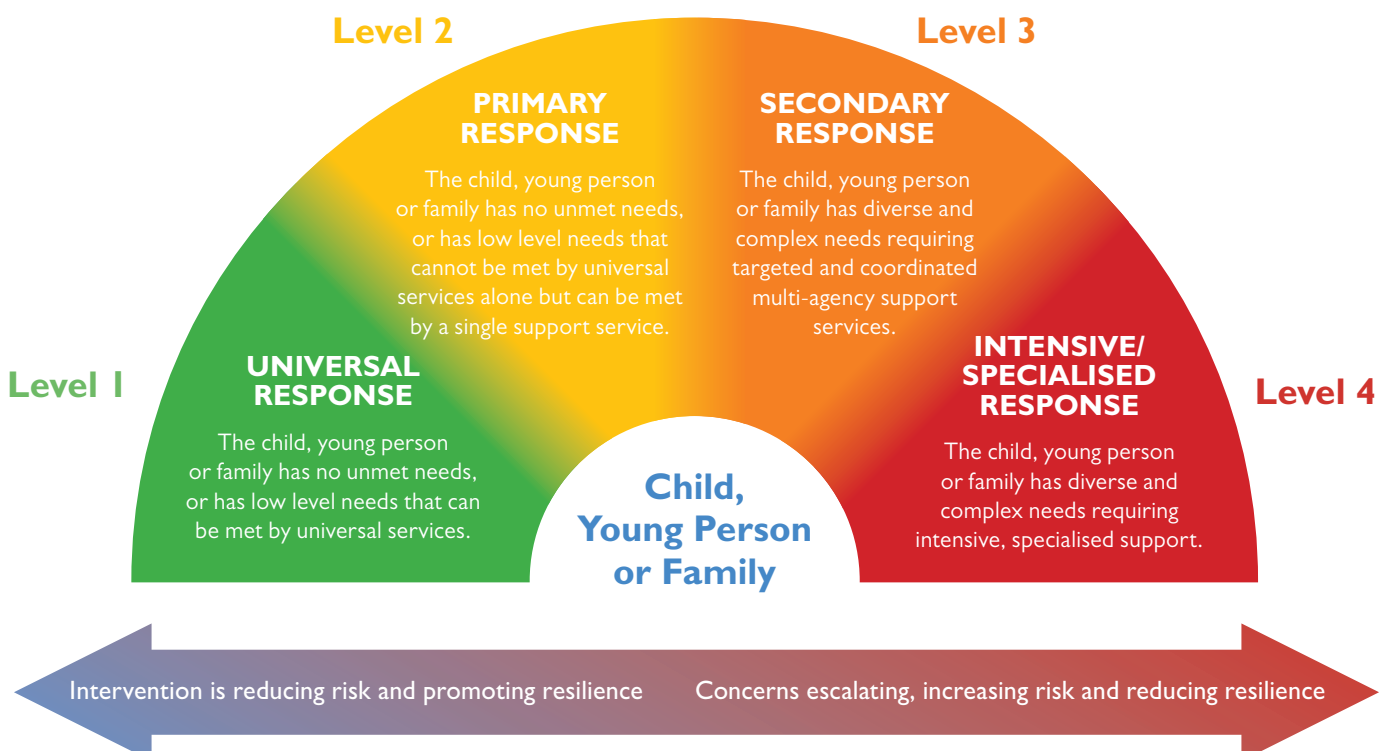 Level 1
UNIVERSAL
RESPONSE
The child, young person
or family has no unmet needs,
or has low level needs that can
be met by universal services.
Level 2
PRIMARY
RESPONSE
The child, young person
or family has no unmet needs,
or has low level needs that
cannot be met by universal
services alone but can be met
by a single support service.
Level 3
SECONDARY
RESPONSE
The child, young person
or family has diverse and
complex needs requiring
targeted and coordinated
multi-agency support
services.
Level 4
INTENSIVE/
SPECIALISED
RESPONSE
The child, young person
or family has diverse and
complex needs requiring
intensive, specialised support.
Child,
Young Person
or Family
Intervention is reducing risk and promoting resilience
Concerns escalating, increasing risk and reducing resilience